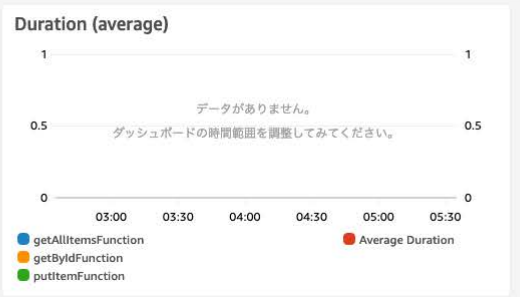 Duration (average)
1 1
データがありません。
0.5 0.5
ダッシュボードの時間範囲を調整してみてください。
0 0
03:00 03:30 04:00 04:30 05:00 05:30
getAllItemsFunction Average Duration
getByIdFunction
putItemFunction